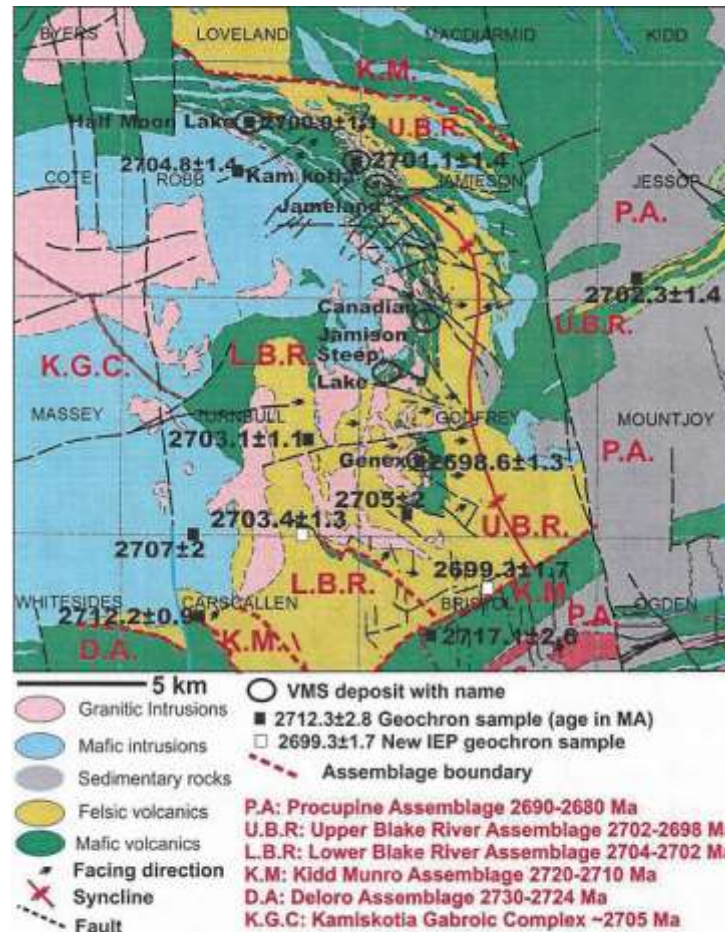 BYERS LOVELAND MACDIARMID KIDD
K.M.
Half Moon Lake 2700.0±1.1
U.B.R.
2704.8±1.4 2701.1±1.4
COTE ROBB Kam kotia JAMIESON JESSOP
Jameland P.A.
2702.3±1.4
Canadian U.B.R.
Jamison
L.B.R. Steep
K.G.C. Lake
MASSEY TURNBULL GODFREY MOUNTJOY
2703.1±1.1 P.A.
Genex 2698.6±1.3
2705±2
2703.4±1.3 U.B.R.
2707±2
L.B.R. 2699.3±1.7
WHITESIDES CARSCALLEN BRISTOL K.M. OGDEN
2712.2±0.9 P.A.
D.A. K.M. 2717.1±2.6
5 km
VMS deposit with name
Granitic Intrusions
2712.3±2.8 Geochron sample (age in MA)
Mafic intrusions
2699.3±1.7 New IEP geochron sample
Sedimentary rocks
Assemblage boundary
Felsic volcanics
P.A: Procupine Assemblage 2690-2680 Ma
Mafic volcanics
U.B.R: Upper Blake River Assemblage 2702-2698 M
Facing direction
L.B.R: Lower Blake River Assemblage 2704-2702 Ma
Syncline
K.M: Kidd Munro Assemblage 2720-2710 Ma
D.A: Deloro Assemblage 2730-2724 Ma
Fault
K.G.C: Kamiskotia Gabroic Complex ~2705 Ma